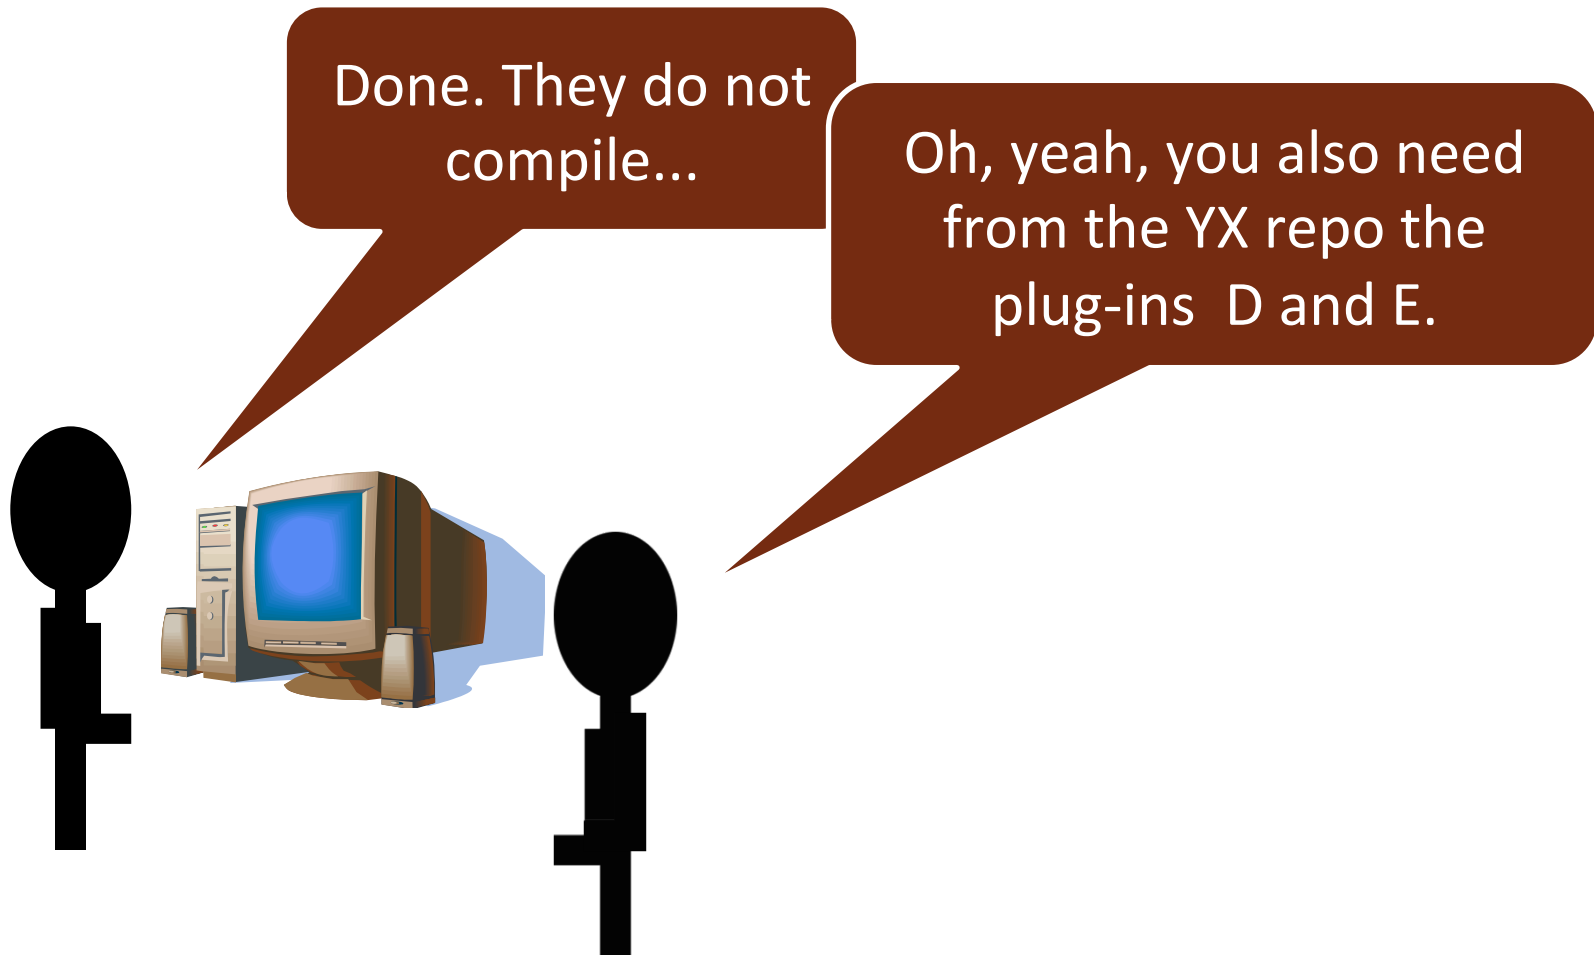 Done. They do not
compile...
Oh, yeah, you also need
from the YX repo the
plug-ins  D and E.